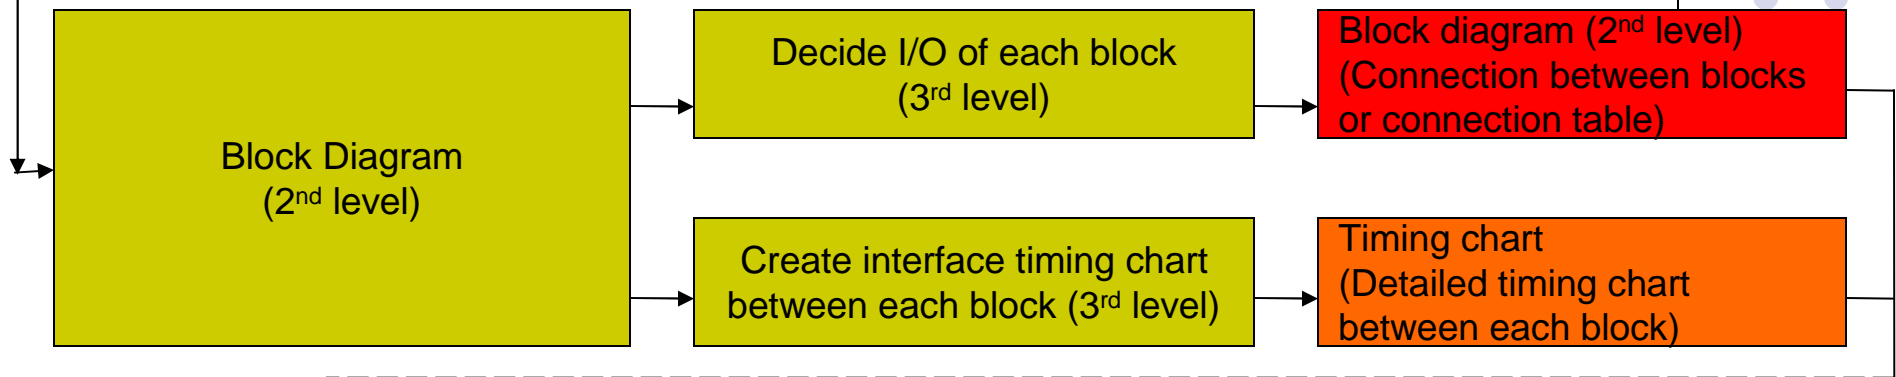 Block Diagram
(2nd level)
Decide I/O of each block
(3rd level)
Block diagram (2nd level)
(Connection between blocks
or connection table)
Create interface timing chart
between each block (3rd level)
Timing chart
(Detailed timing chart
between each block)